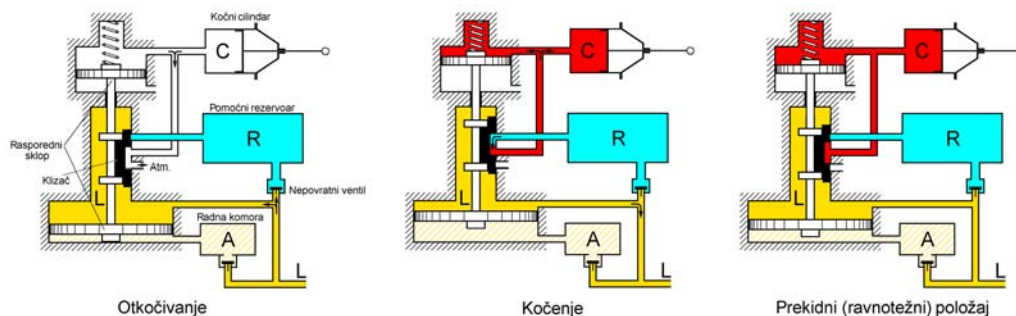 Kočni cilindar
C
Pomoćni rezervoar
R
Rasporedni
sklop
Klizač
Atm.
L
Nepovratni ventil
Radna komora
A
L
Otkočivanje
C
R
L
A
L
Kočenje
C
R
L
A
L
Prekidni (ravnotežni) položaj